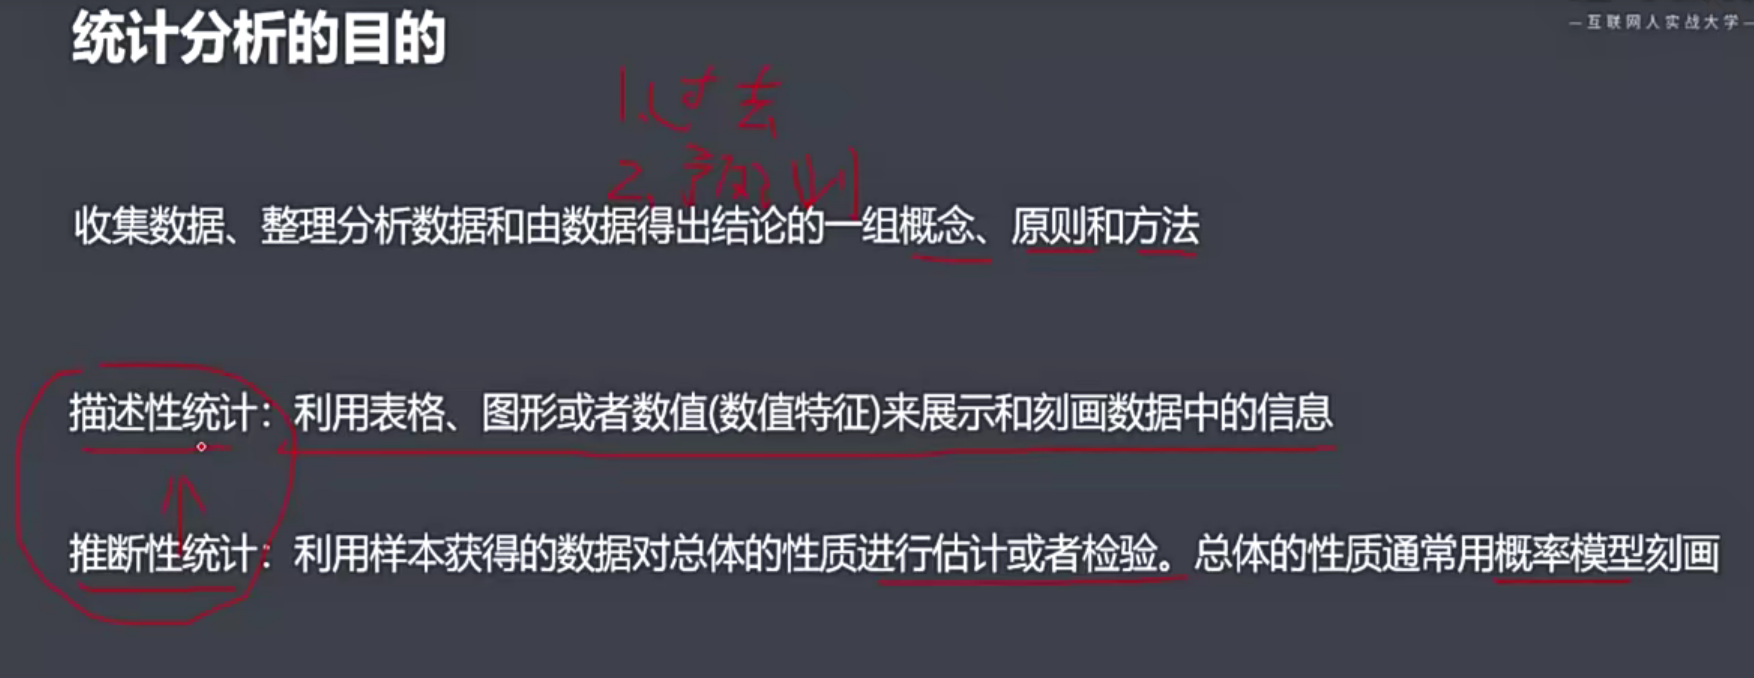 统计分析的目的
—互联网人实战大学—
1.过去
2.预测
收集数据、整理分析数据和由数据得出结论的一组概念、原则和方法
描述性统计：利用表格、图形或者数值(数值特征)来展示和刻画数据中的信息
推断性统计：利用样本获得的数据对总体的性质进行估计或者检验。总体的性质通常用概率模型刻画